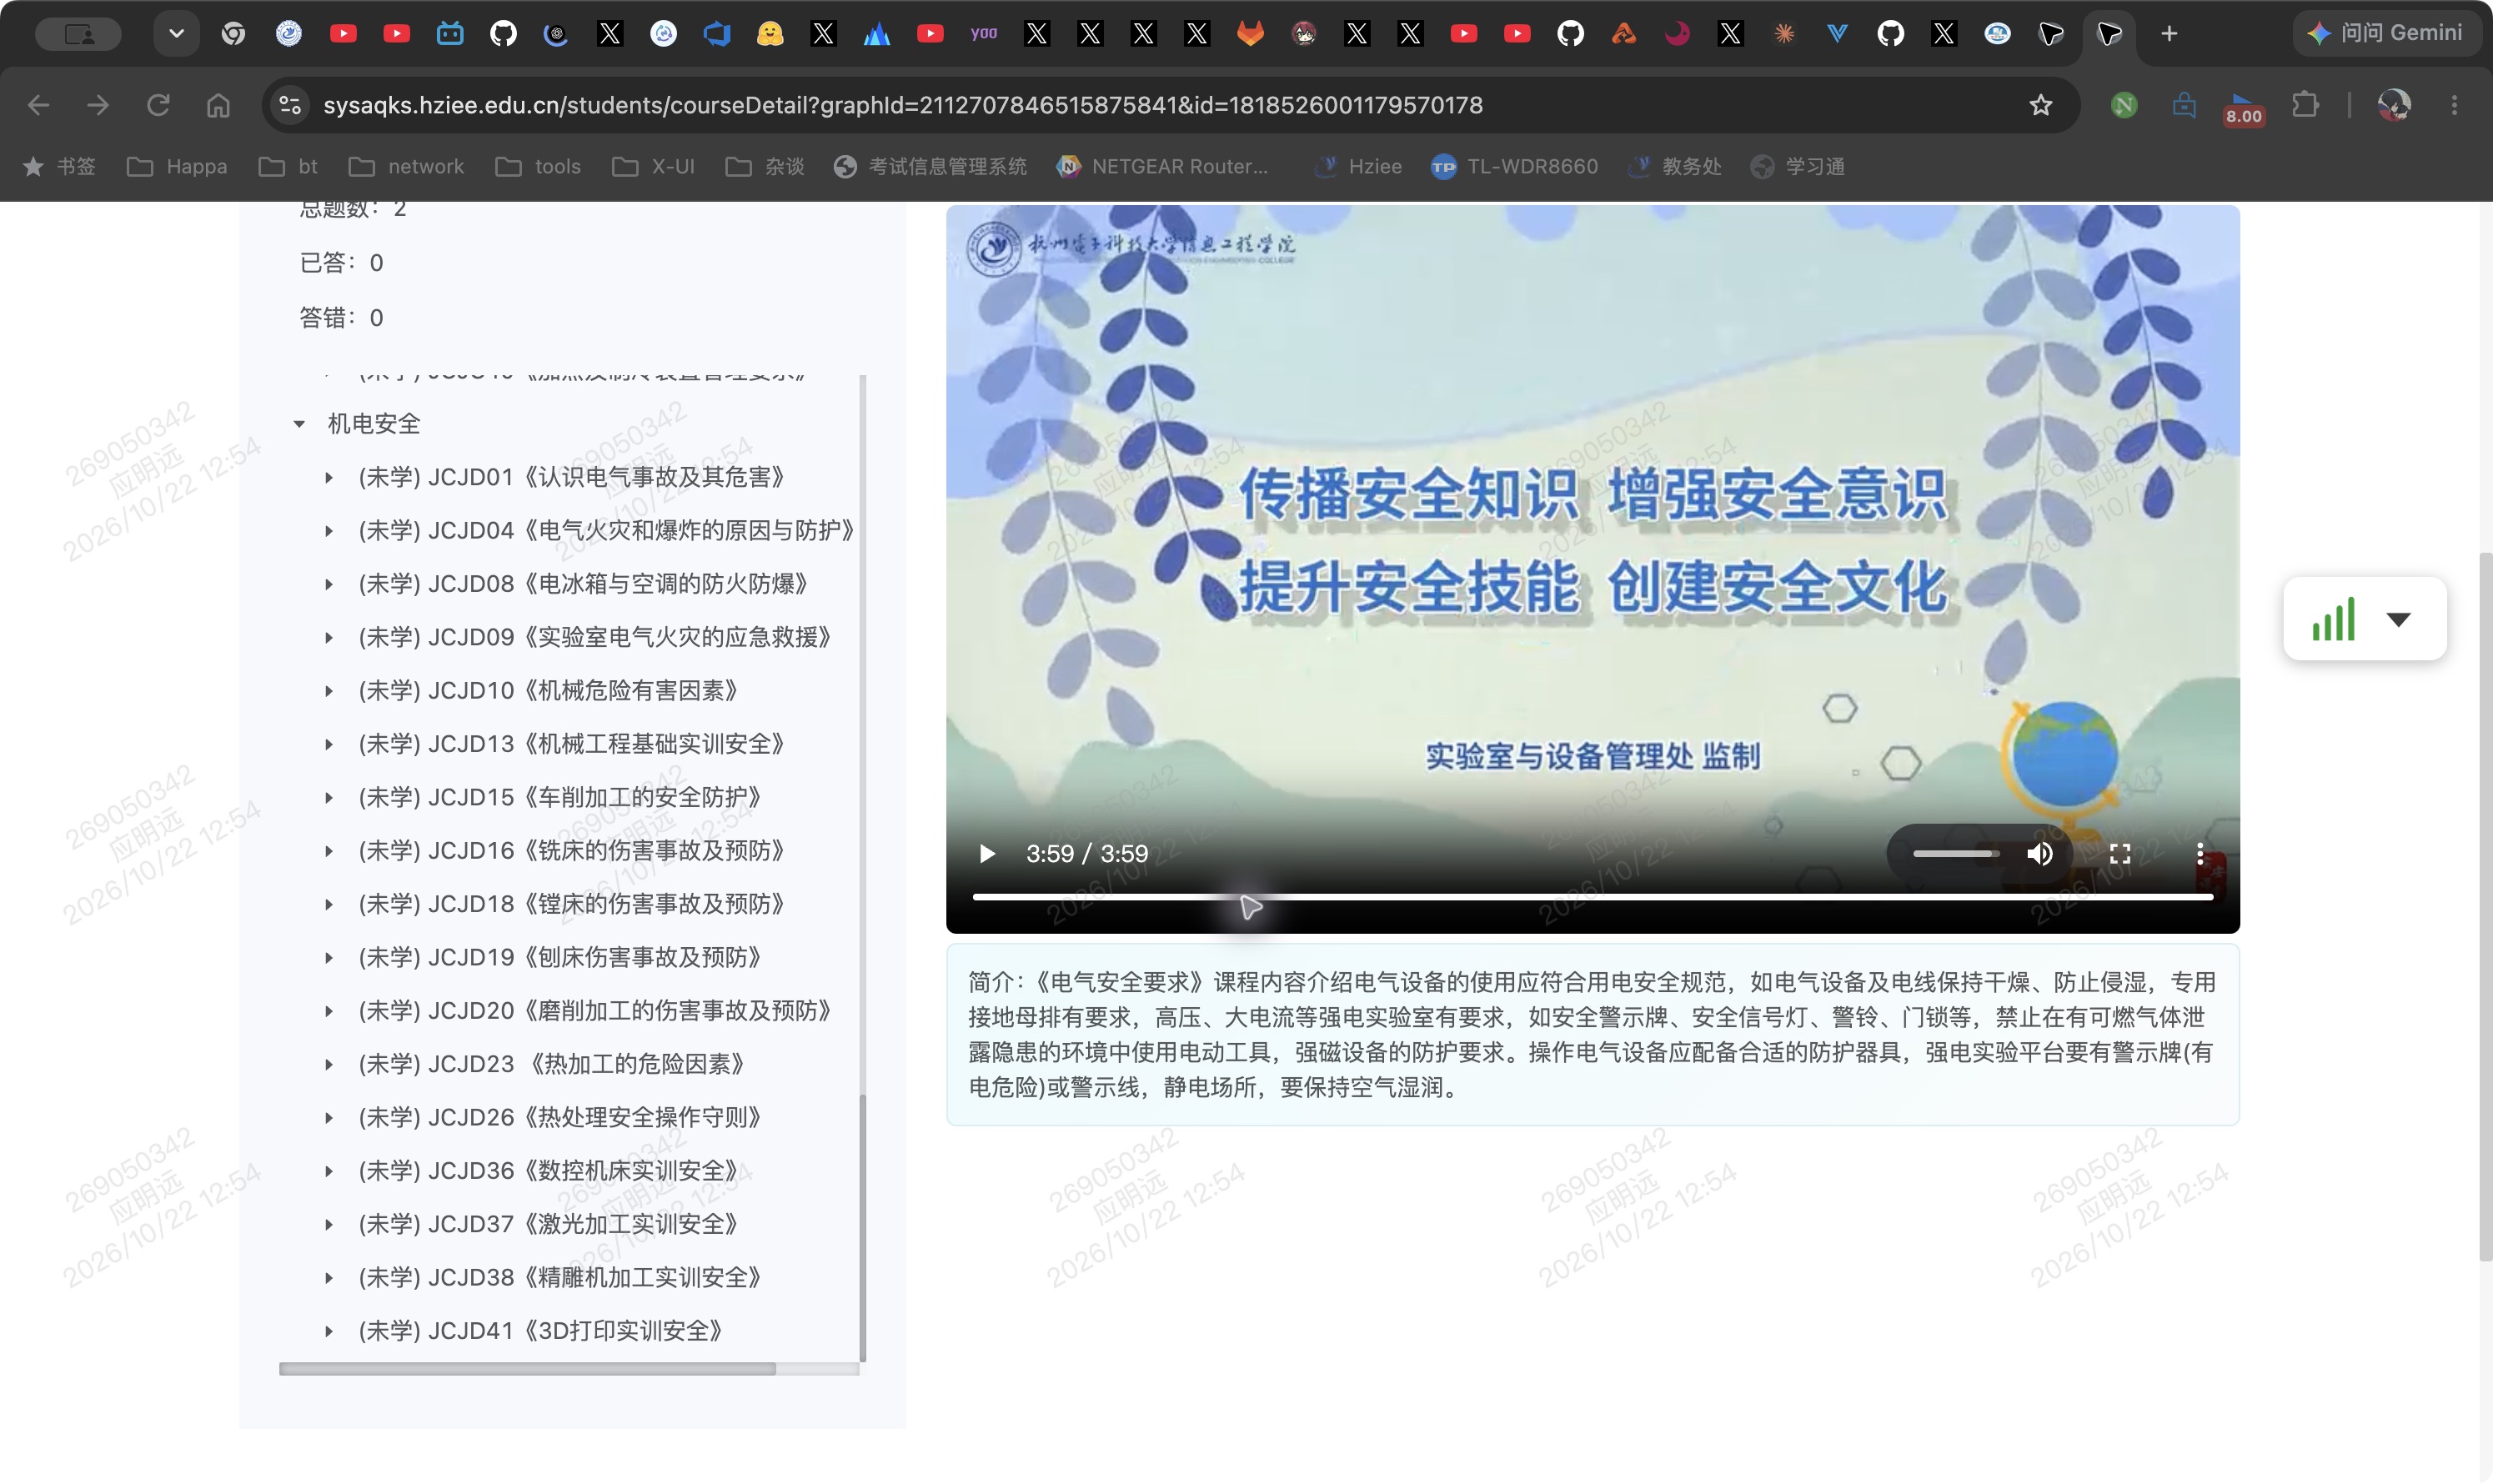 yoo
问问 Gemini
sysaqks.hziee.edu.cn/students/courseDetail?graphId=2112707846515875841&id=1818526001179570178
8.00
书签
Happa
bt
network
tools
X-UI
杂谈
考试信息管理系统
NETGEAR Router...
Hziee
TL-WDR8660
教务处
学习通
总题数：2
已答：0
答错：0
机电安全
(未学) JCJD01《认识电气事故及其危害》
(未学) JCJD04《电气火灾和爆炸的原因与防护》
(未学) JCJD08《电冰箱与空调的防火防爆》
(未学) JCJD09《实验室电气火灾的应急救援》
(未学) JCJD10《机械危险有害因素》
(未学) JCJD13《机械工程基础实训安全》
(未学) JCJD15《车削加工的安全防护》
(未学) JCJD16《铣床的伤害事故及预防》
(未学) JCJD18《镗床的伤害事故及预防》
(未学) JCJD19《刨床伤害事故及预防》
(未学) JCJD20《磨削加工的伤害事故及预防》
(未学) JCJD23 《热加工的危险因素》
(未学) JCJD26《热处理安全操作守则》
(未学) JCJD36《数控机床实训安全》
(未学) JCJD37《激光加工实训安全》
(未学) JCJD38《精雕机加工实训安全》
(未学) JCJD41《3D打印实训安全》
杭州电子科技大学信息工程学院
传播安全知识 增强安全意识
提升安全技能 创建安全文化
实验室与设备管理处 监制
3:59 / 3:59
简介：《电气安全要求》课程内容介绍电气设备的使用应符合用电安全规范，如电气设备及电线保持干燥、防止侵湿，专用
接地母排有要求，高压、大电流等强电实验室有要求，如安全警示牌、安全信号灯、警铃、门锁等，禁止在有可燃气体泄
露隐患的环境中使用电动工具，强磁设备的防护要求。操作电气设备应配备合适的防护器具，强电实验平台要有警示牌(有
电危险)或警示线，静电场所，要保持空气湿润。
269050342
应明远
2026/10/22 12:54